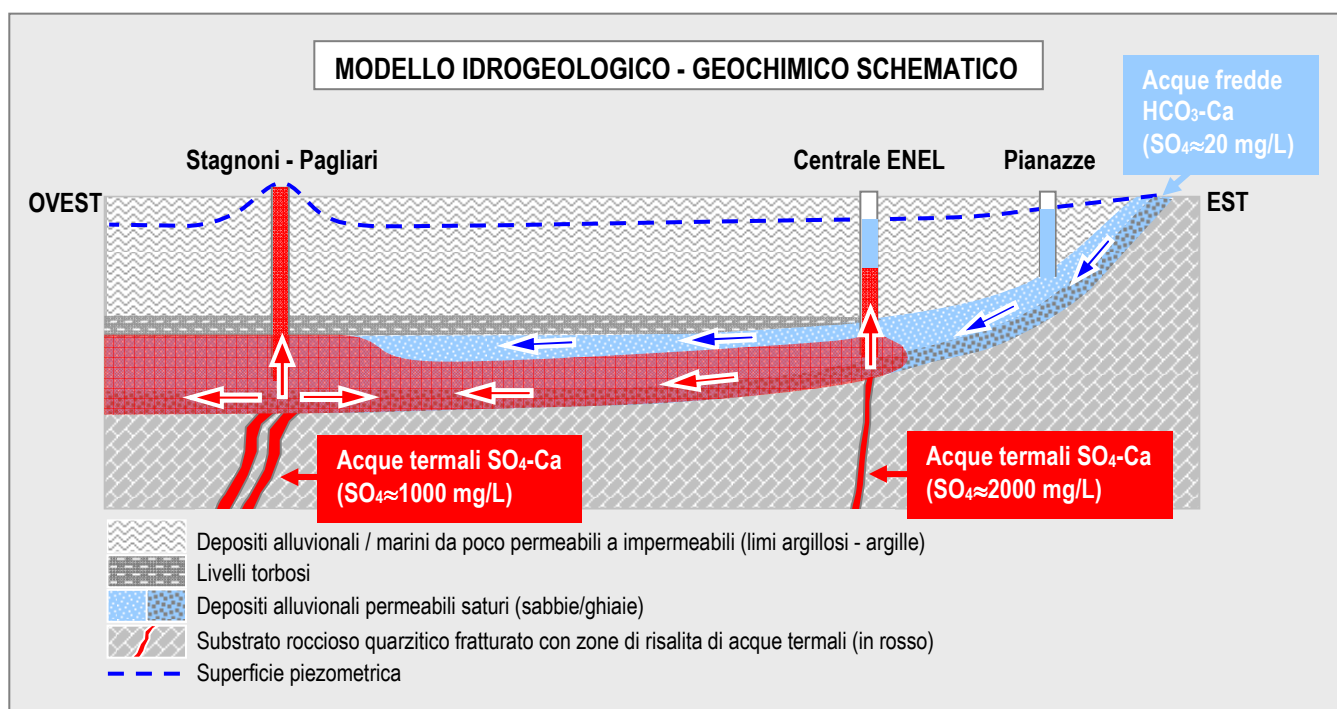 MODELLO IDROGEOLOGICO - GEOCHIMICO SCHEMATICO
Acque fredde
HCO₃-Ca
(SO₄≈20 mg/L)
Stagnoni - Pagliari
Centrale ENEL
Pianazze
OVEST
EST
Acque termali SO₄-Ca
(SO₄≈1000 mg/L)
Acque termali SO₄-Ca
(SO₄≈2000 mg/L)
Depositi alluvionali / marini da poco permeabili a impermeabili (limi argillosi - argille)
Livelli torbosi
Depositi alluvionali permeabili saturi (sabbie/ghiaie)
Substrato roccioso quarzitico fratturato con zone di risalita di acque termali (in rosso)
Superficie piezometrica